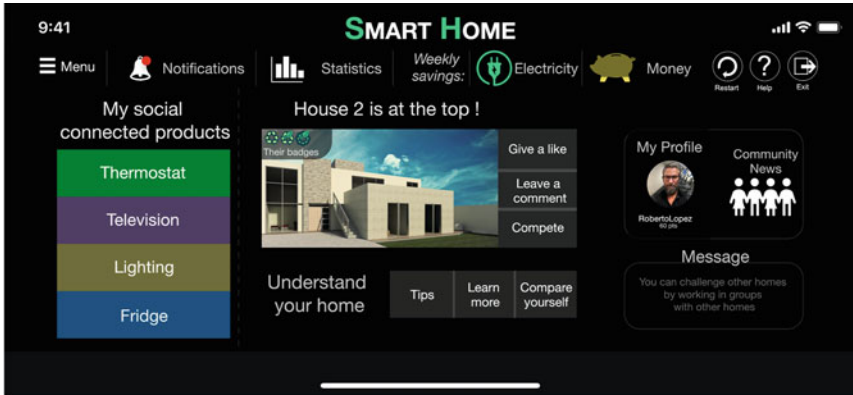 9:41
SMART HOME
Menu
Notifications
Statistics
Weekly
savings:
Electricity
Money
Restart
Help
Exit
My social
connected products
Thermostat
Television
Lighting
Fridge
House 2 is at the top !
Their badges
Give a like
Leave a
comment
Compete
Understand
your home
Tips
Learn
more
Compare
yourself
My Profile
RobertoLopez
60 pts
Community
News
Message
You can challenge other homes
by working in groups
with other homes